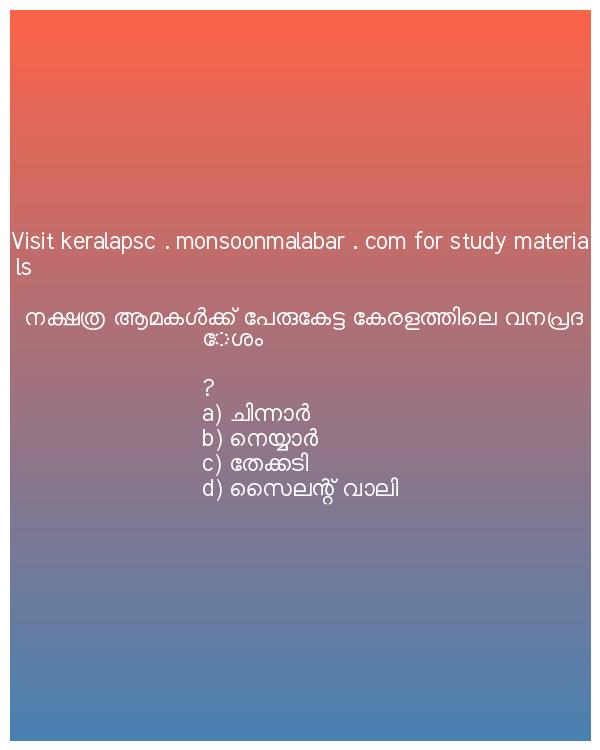 Visit keralapsc . monsoonmalabar . com for study materia
ls
നക്ഷത്ര ആമകൾക്ക് പേരുകേട്ട കേരളത്തിലെ വനപ്രദ
േശം
?
a) ചിന്നാർ
b) നെയ്യാർ
c) തേക്കടി
d) സൈലന്റ് വാലി